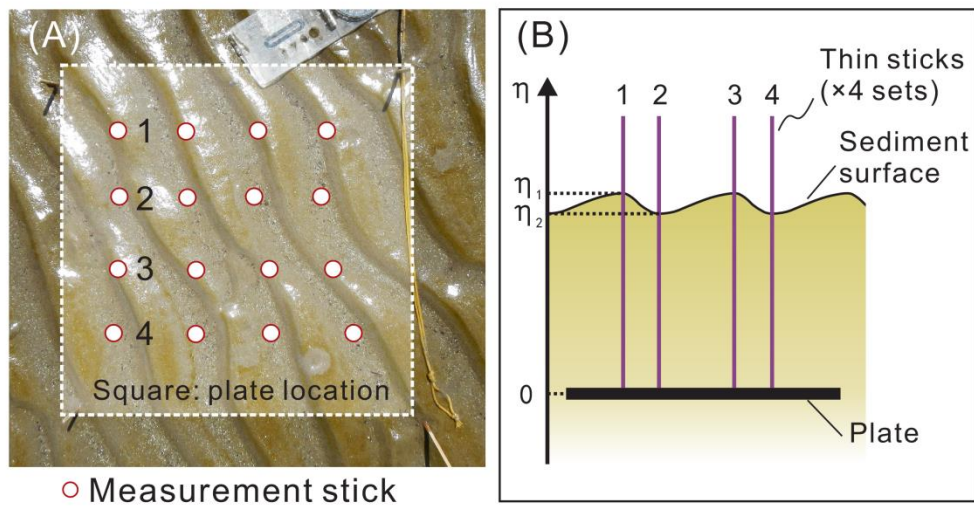 (A)
1
2
3
4
Square: plate location
Measurement stick
(B)
η
Thin sticks
(×4 sets)
1 2 3 4
Sediment
surface
η1
η2
0
Plate